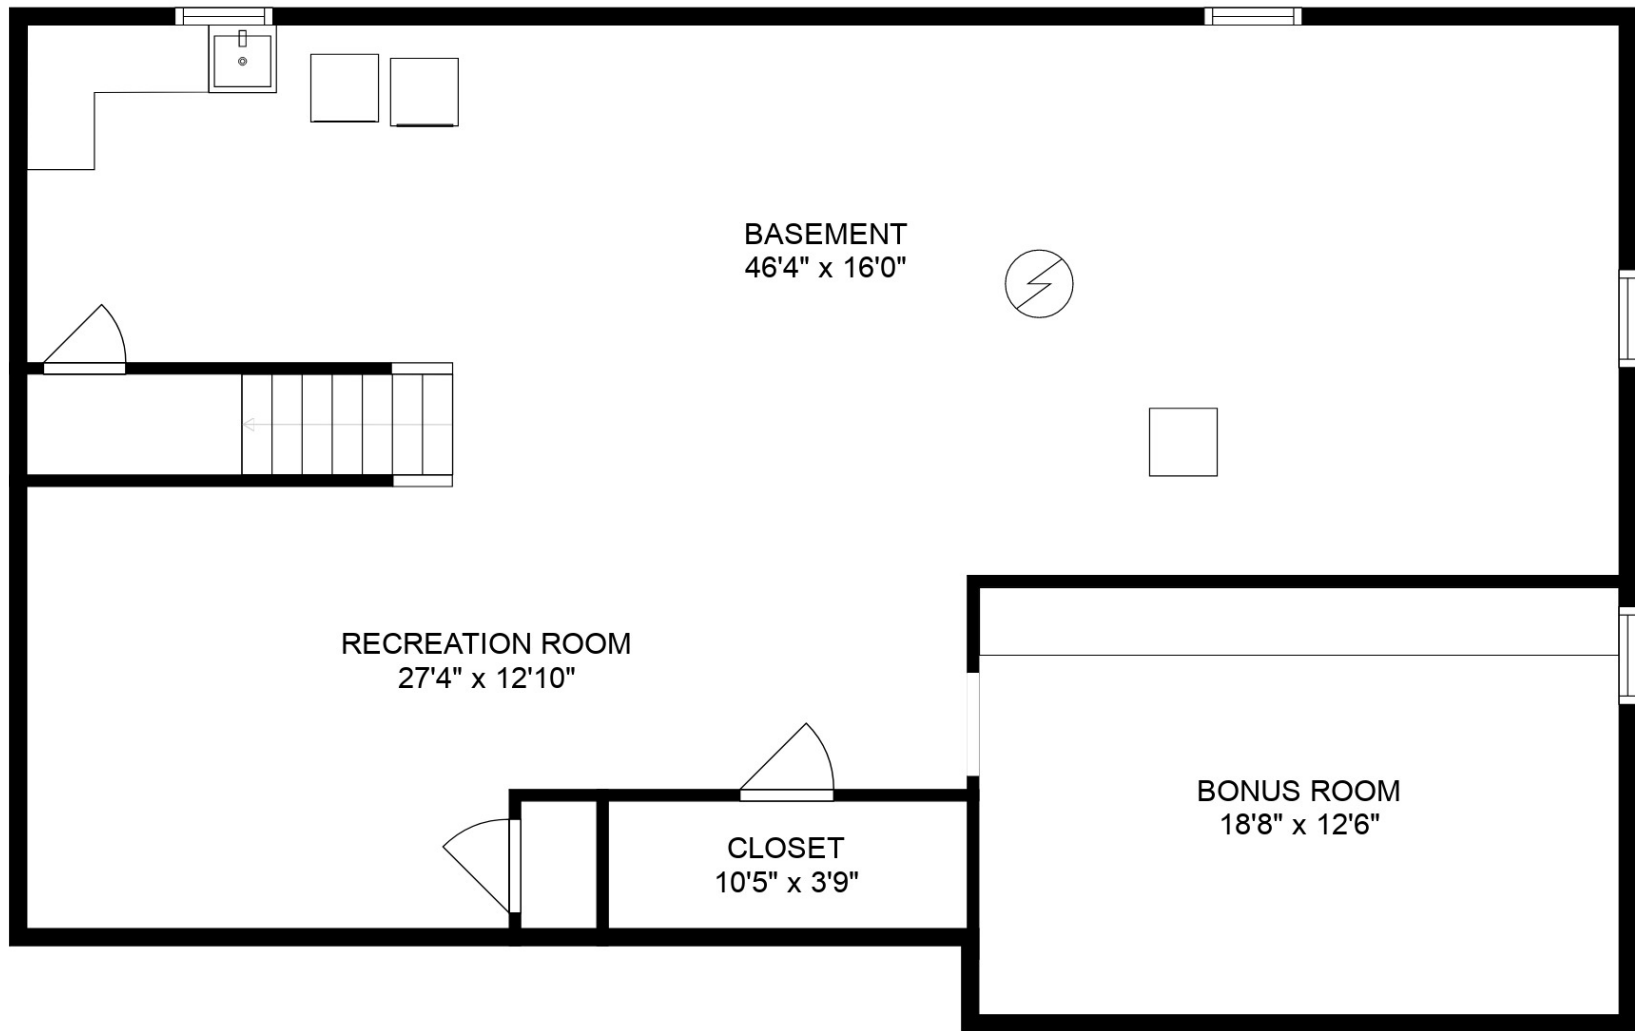 BASEMENT
46'4" x 16'0"
RECREATION ROOM
27'4" x 12'10"
BONUS ROOM
18'8" x 12'6"
CLOSET
10'5" x 3'9"